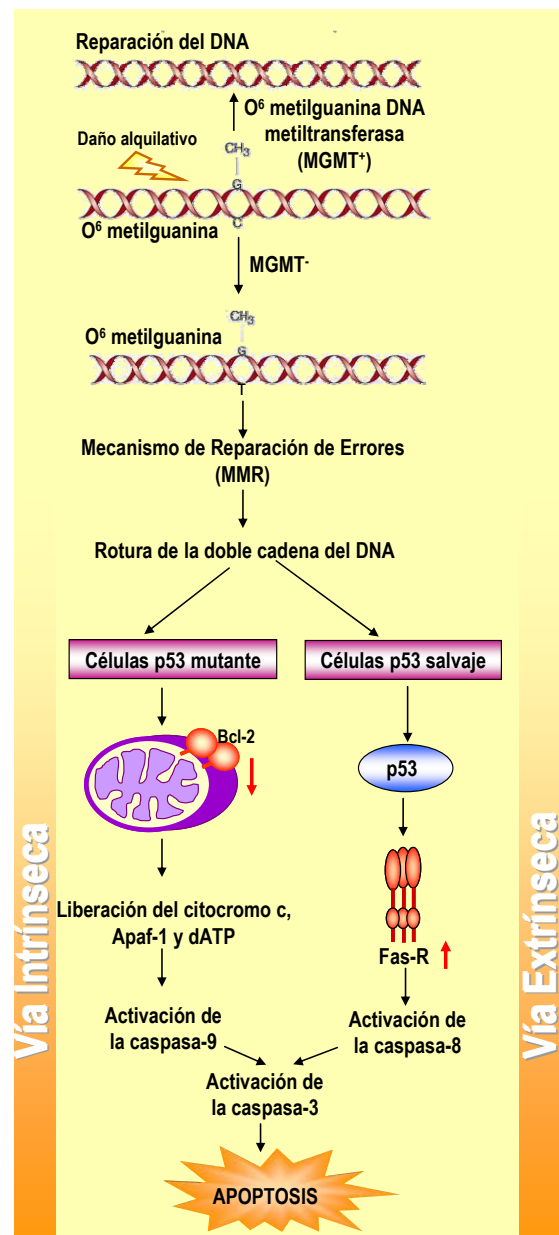 Reparación del DNA
O⁶ metilguanina DNA
metiltransferasa
(MGMT⁺)
Daño alquilativo
CH₃
G
C
O⁶ metilguanina
MGMT⁻
CH₃
O⁶ metilguanina
G
T
Mecanismo de Reparación de Errores
(MMR)
Rotura de la doble cadena del DNA
Células p53 mutante
Células p53 salvaje
Bcl-2
p53
Liberación del citocromo c,
Apaf-1 y dATP
Fas-R
Activación de
la caspasa-9
Activación de
la caspasa-8
Activación de
la caspasa-3
APOPTOSIS
Vía Intrínseca
Vía Extrínseca